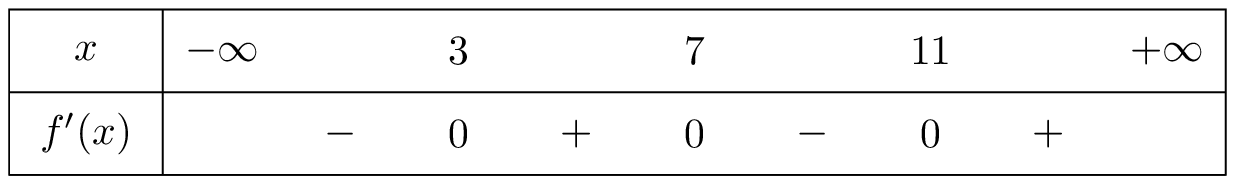 x −∞ 3 7 11 +∞
f′(x) − 0 + 0 − 0 +